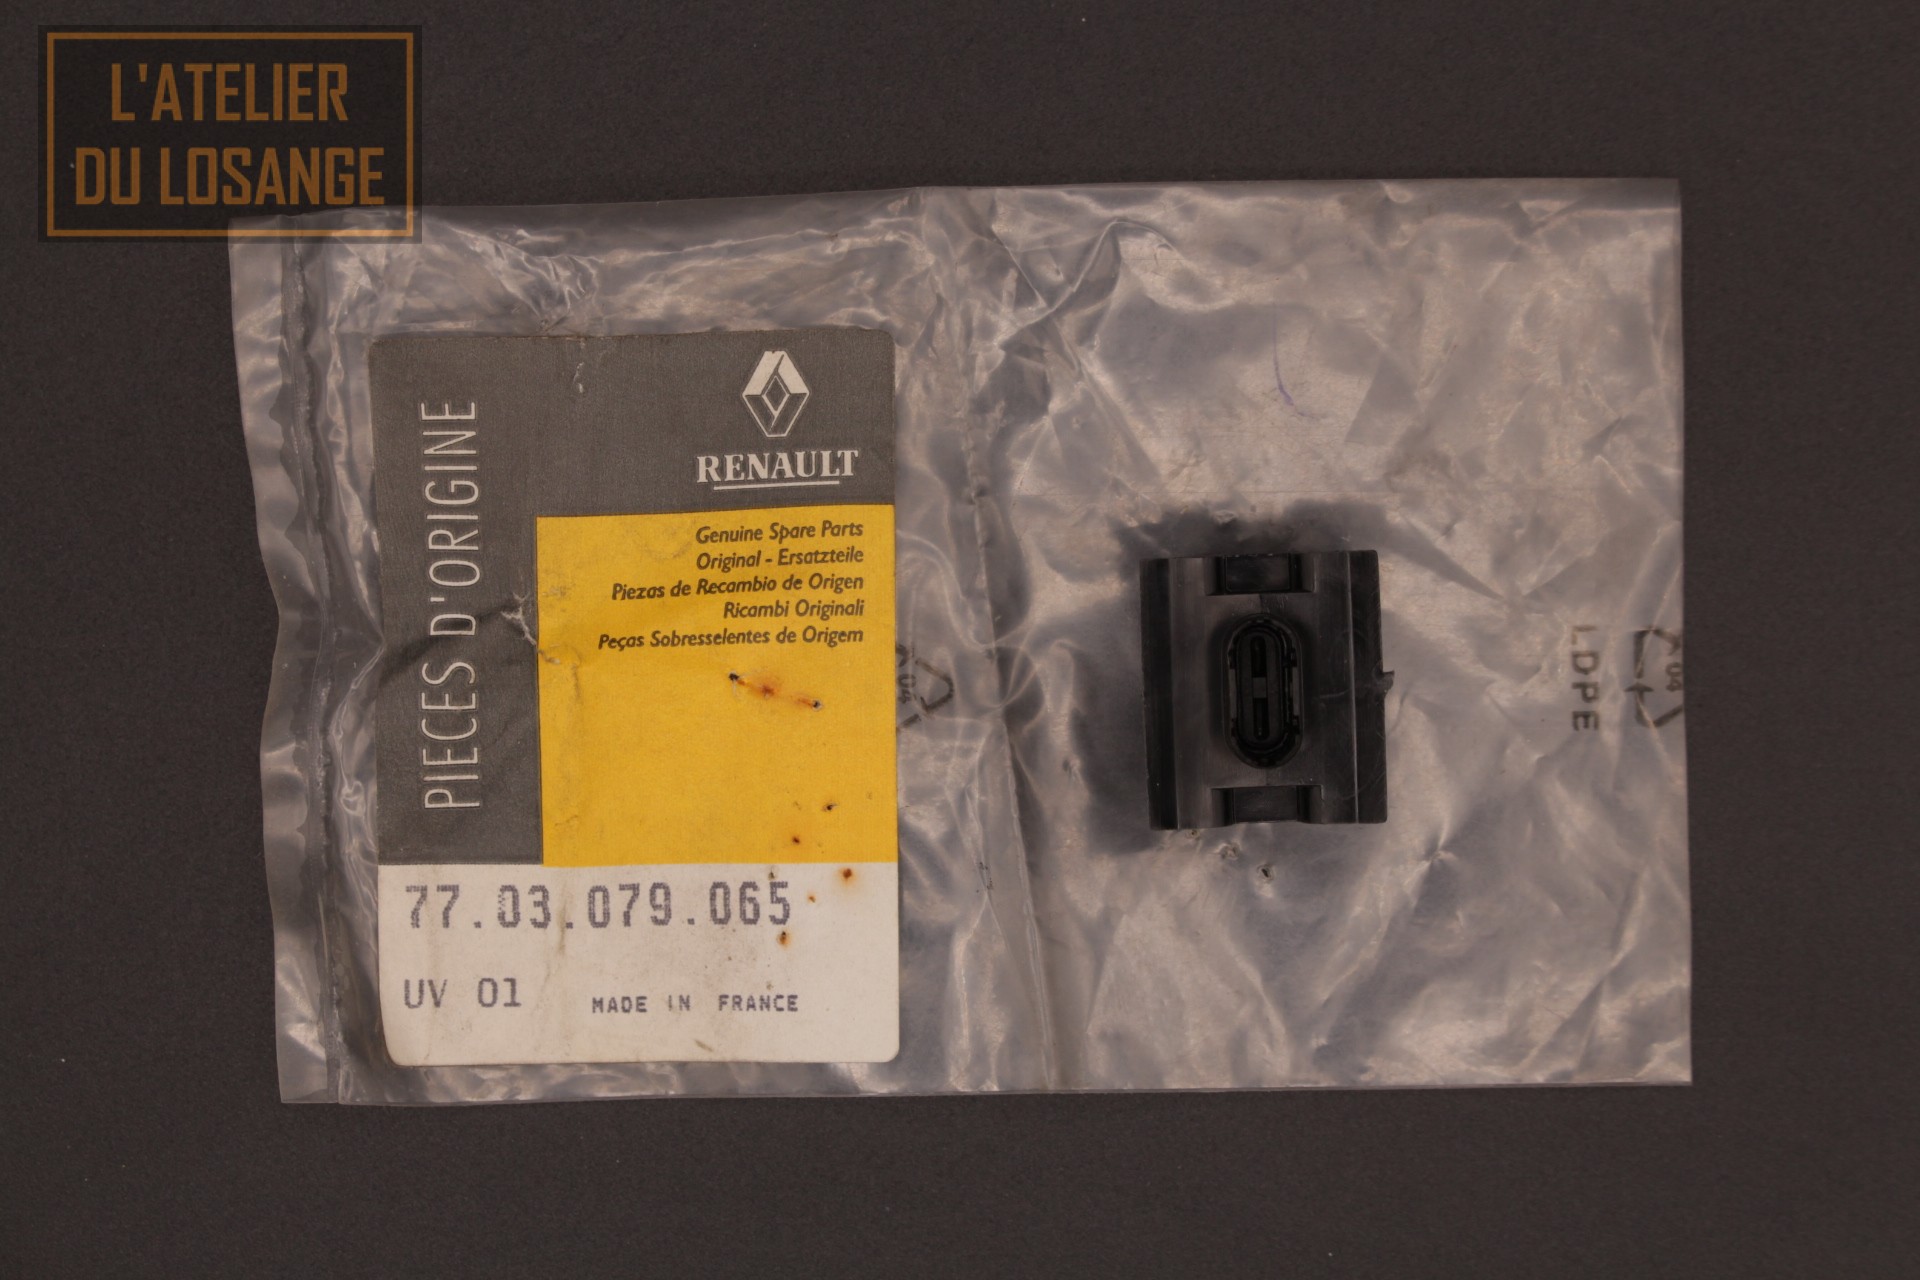 L'ATELIER
DU LOSANGE
PIECES D'ORIGINE
RENAULT
Genuine Spare Parts
Original - Ersatzteile
Piezas de Recambio de Origen
Ricambi Originali
Peças Sobresselentes de Origem
77.03.079.065
UV 01
MADE IN FRANCE
04
04
LDPE